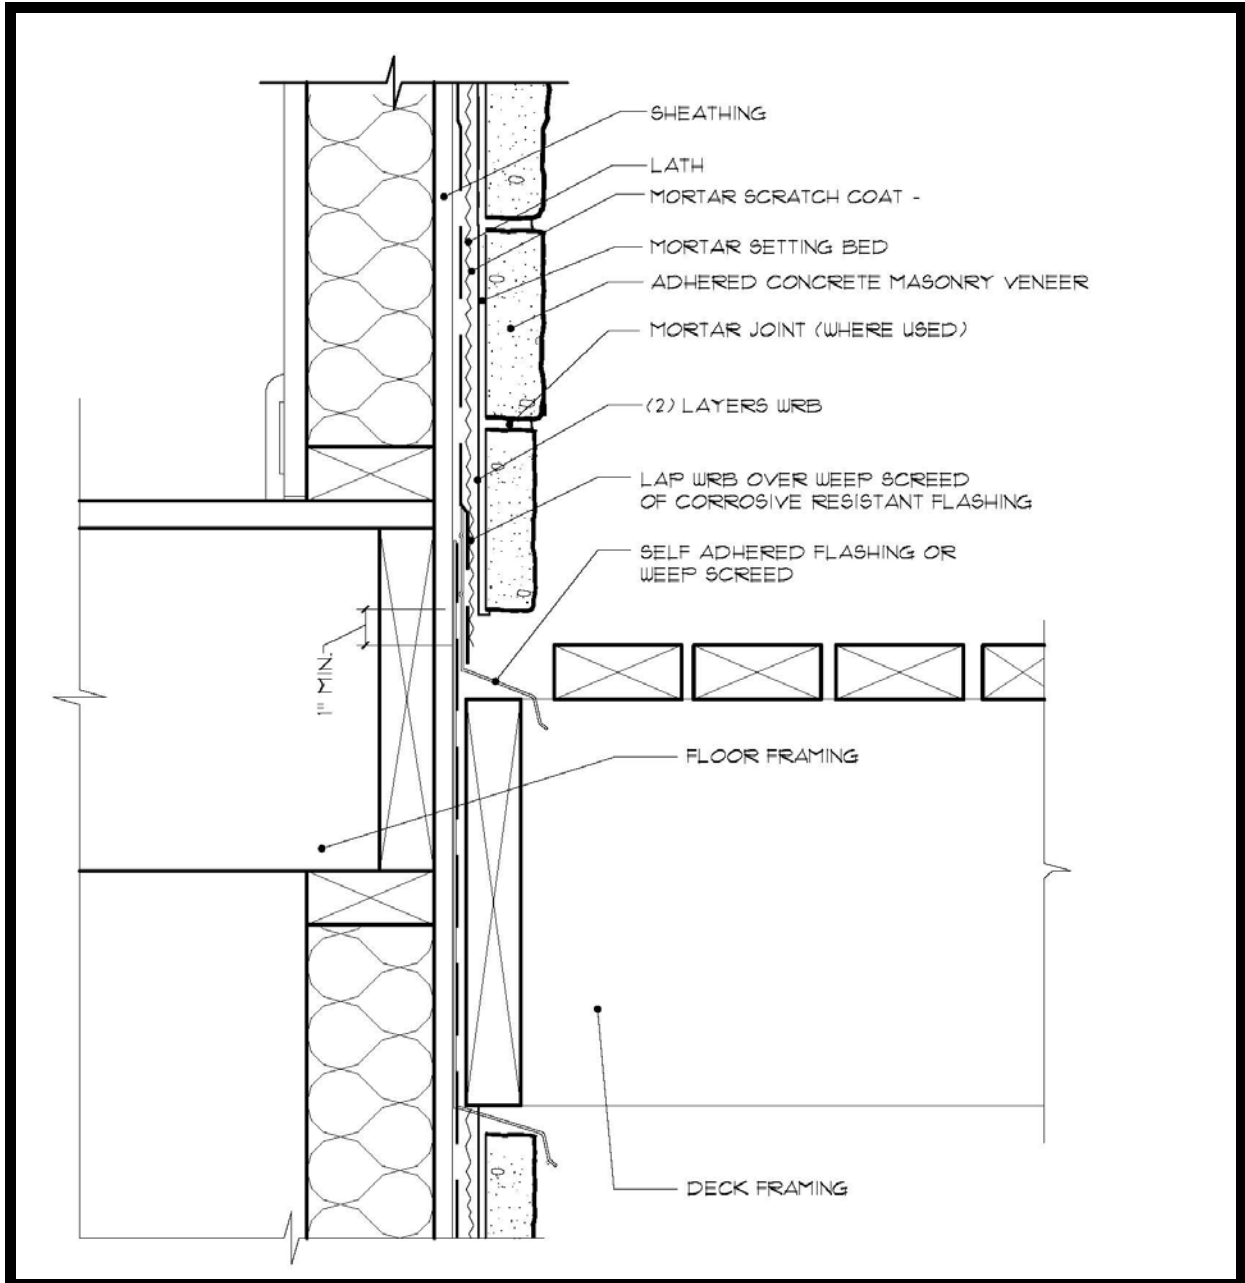 SHEATHING
LATH
MORTAR SCRATCH COAT -
MORTAR SETTING BED
ADHERED CONCRETE MASONRY VENEER
MORTAR JOINT (WHERE USED)
(2) LAYERS WRB
LAP WRB OVER WEEP SCREED
OF CORROSIVE RESISTANT FLASHING
SELF ADHERED FLASHING OR
WEEP SCREED
1" MIN.
FLOOR FRAMING
DECK FRAMING